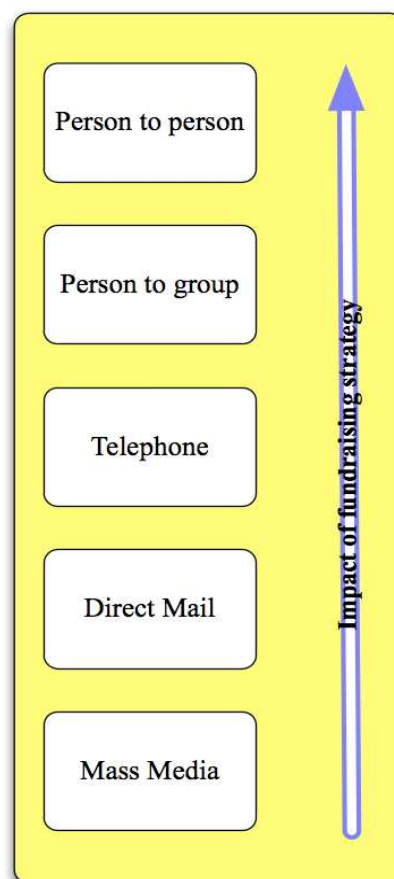 Person to person
Person to group
Telephone
Direct Mail
Mass Media
Impact of fundraising strategy